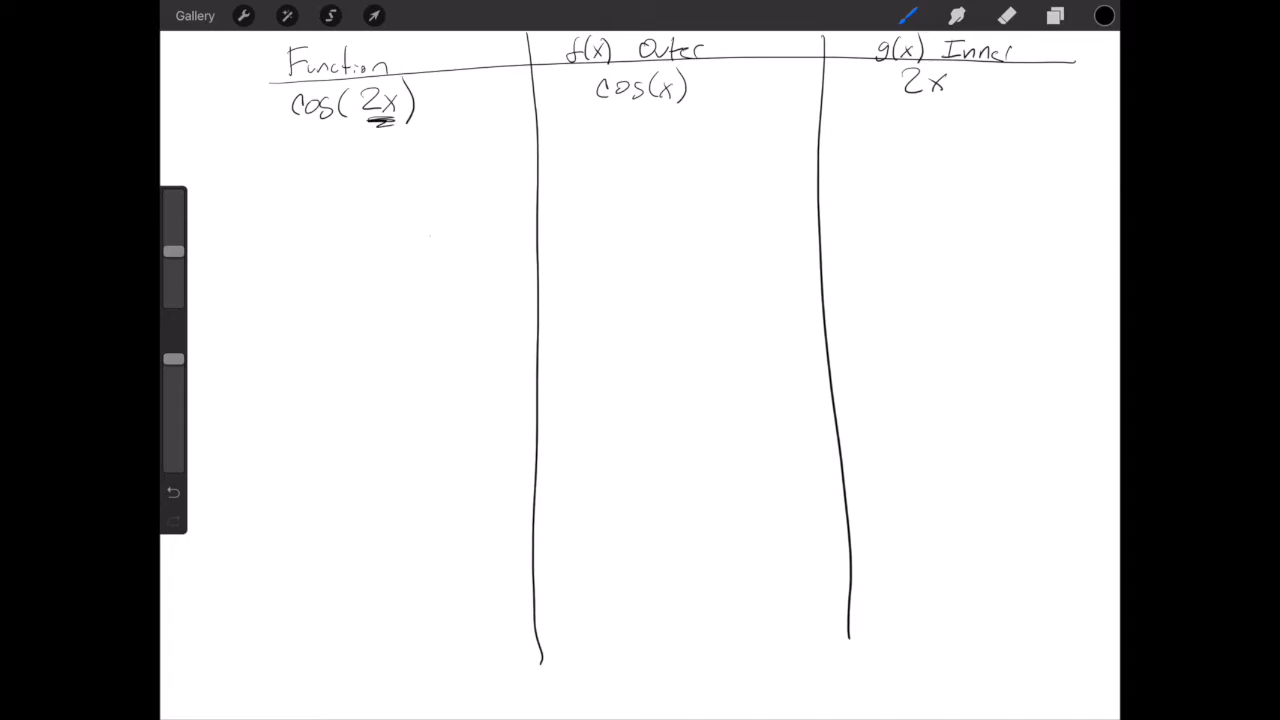 Gallery
Function f(x) Outer g(x) Inner
cos(2x) cos(x) 2x